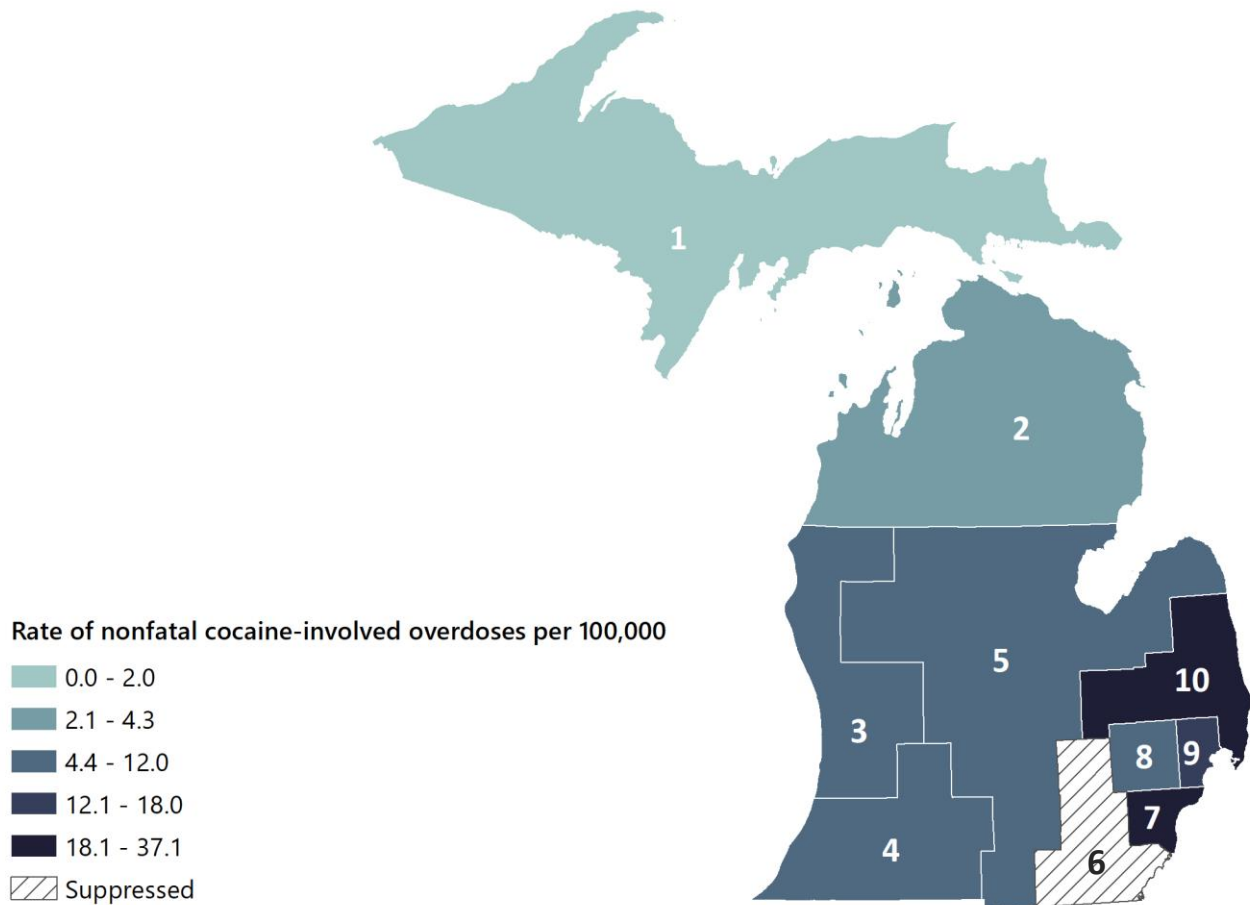 1
2
Rate of nonfatal cocaine-involved overdoses per 100,000
0.0 - 2.0
2.1 - 4.3
4.4 - 12.0
12.1 - 18.0
18.1 - 37.1
Suppressed
5
10
3
8
9
7
4
6